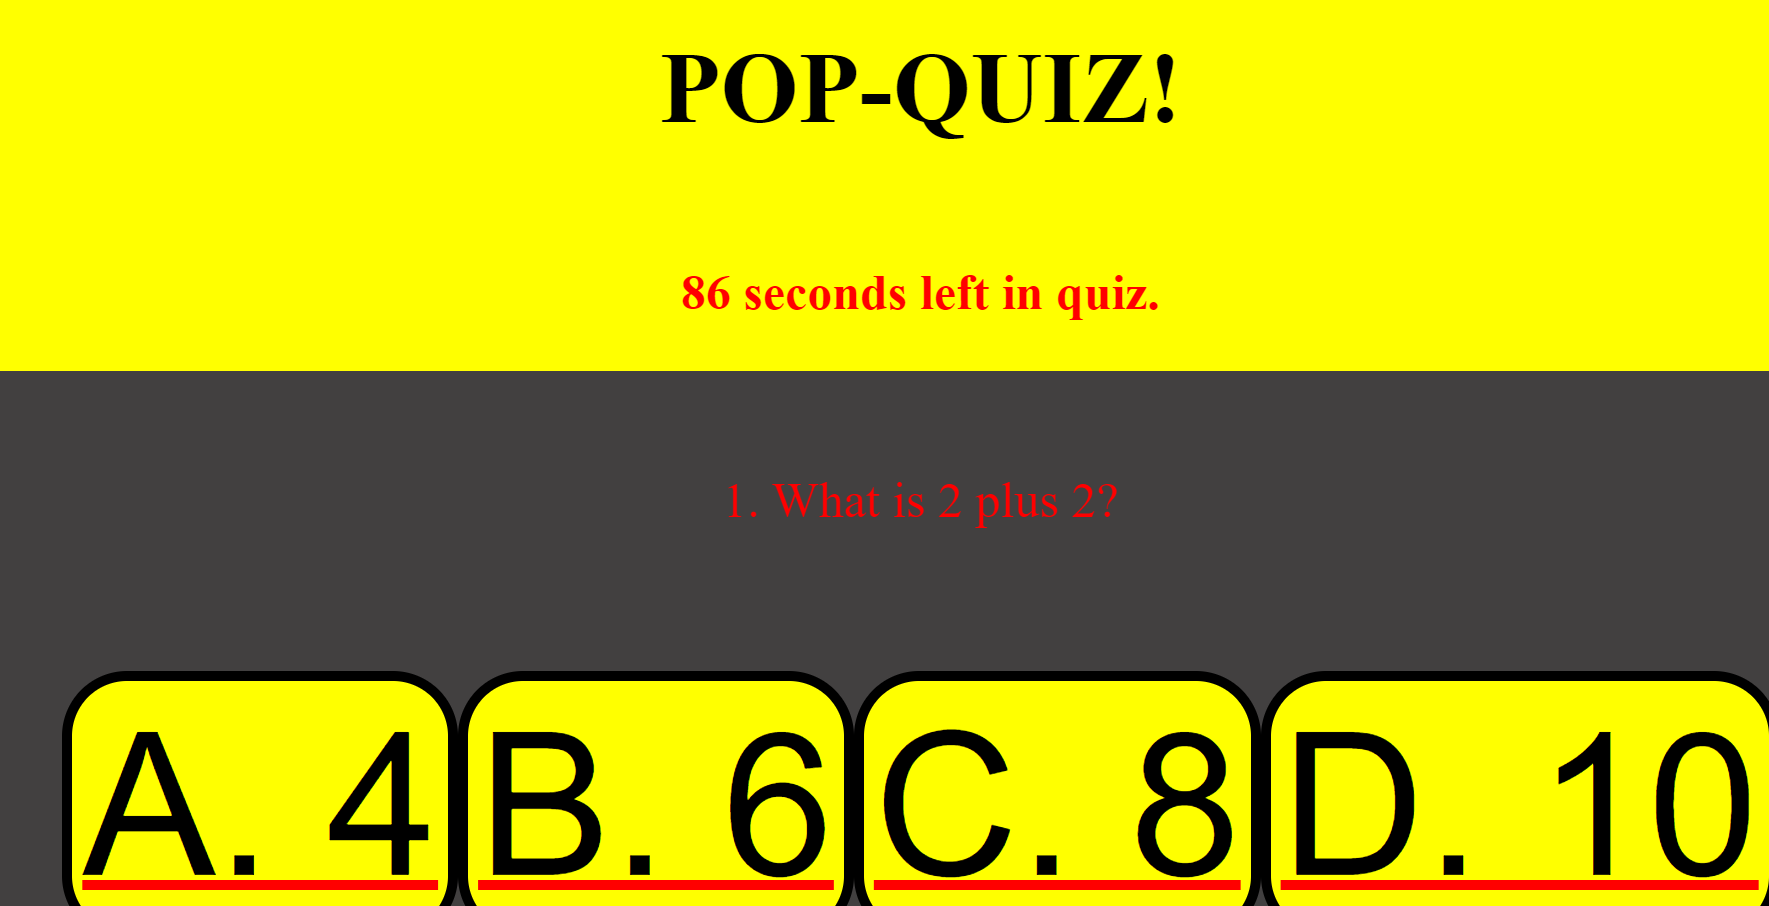 POP-QUIZ!
86 seconds left in quiz.
1. What is 2 plus 2?
A. 4 B. 6 C. 8 D. 10